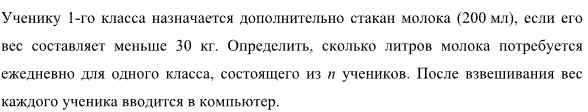 Ученику 1-го класса назначается дополнительно стакан молока (200 мл), если его
вес составляет меньше 30 кг. Определить, сколько литров молока потребуется
ежедневно для одного класса, состоящего из n учеников. После взвешивания вес
каждого ученика вводится в компьютер.